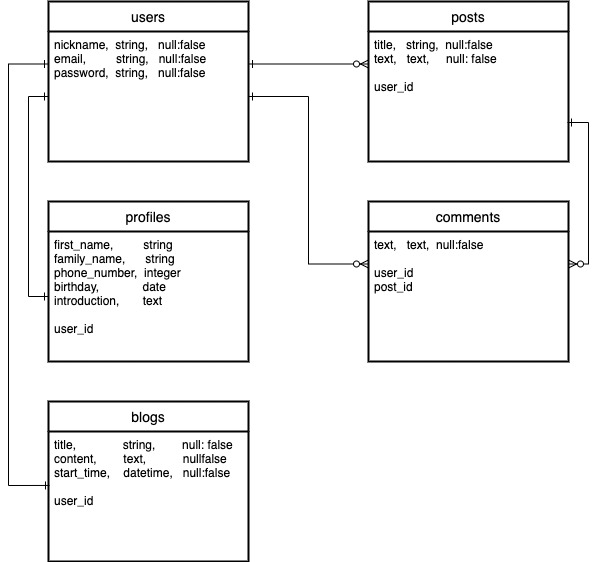 users
nickname, string, null:false
email, string, null:false
password, string, null:false
posts
title, string, null:false
text, text, null: false
user_id
profiles
first_name, string
family_name, string
phone_number, integer
birthday, date
introduction, text
user_id
comments
text, text, null:false
user_id
post_id
blogs
title, string, null: false
content, text, nullfalse
start_time, datetime, null:false
user_id